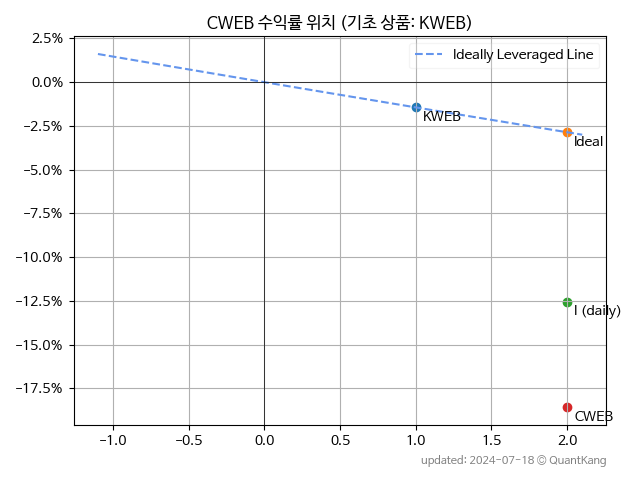 CWEB 수익률 위치 (기초 상품: KWEB)
2.5%
0.0%
−2.5%
−5.0%
−7.5%
−10.0%
−12.5%
−15.0%
−17.5%
Ideally Leveraged Line
KWEB
Ideal
I (daily)
CWEB
−1.0 −0.5 0.0 0.5 1.0 1.5 2.0
updated: 2024-07-18 © QuantKang